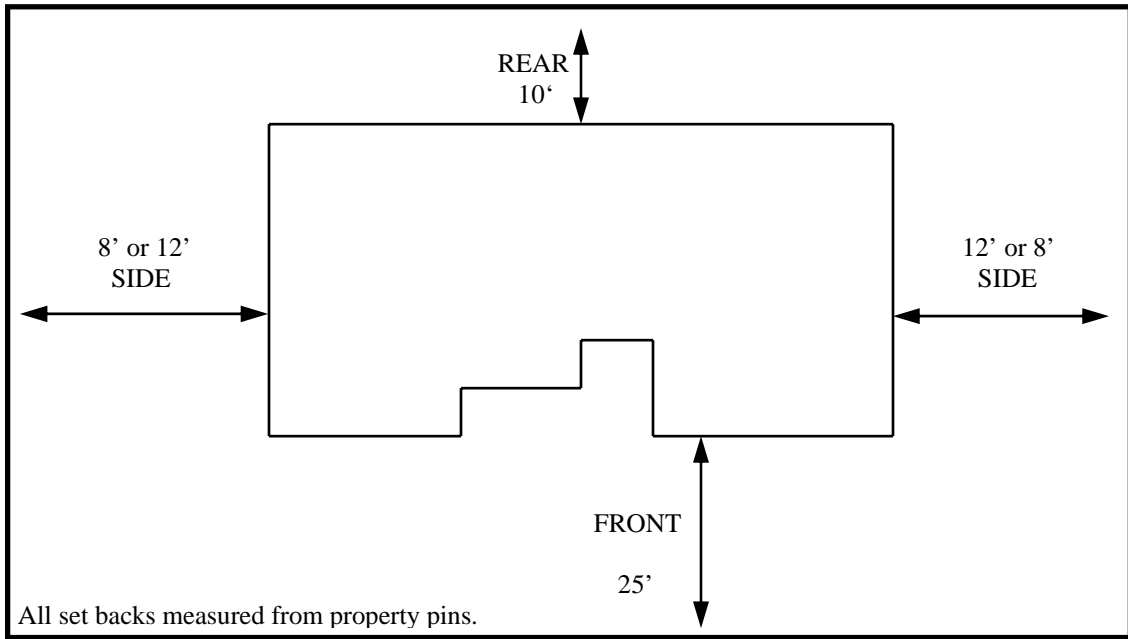 REAR
10‘
8’ or 12’
SIDE
12’ or 8’
SIDE
FRONT
25’
All set backs measured from property pins.